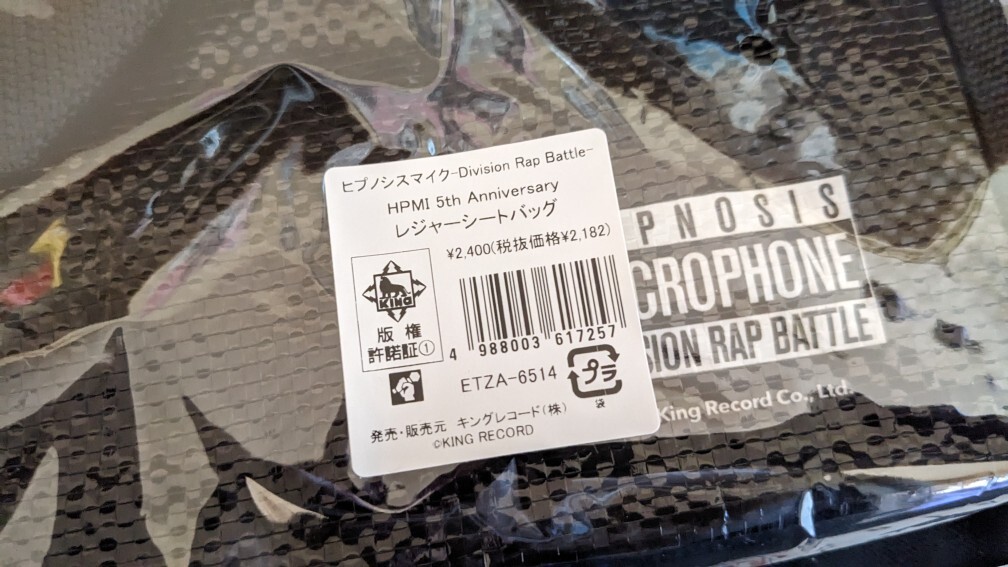 ヒプノシスマイク-Division Rap Battle-
HPMI 5th Anniversary
レジャーシートバッグ
¥2,400(税抜価格¥2,182)
KING
版権
許諾証①
4 988003 617257
ETZA-6514
プラ
袋
発売・販売元 キングレコード(株)
©KING RECORD
PNOSIS
CROPHONE
SION RAP BATTLE
King Record Co., Ltd.